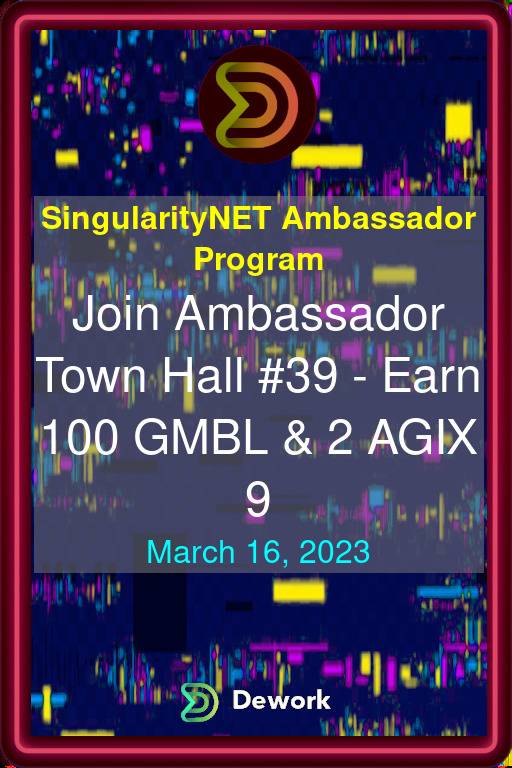 SingularityNET Ambassador
Program
Join Ambassador
Town Hall #39 - Earn
100 GMBL & 2 AGIX
9
March 16, 2023
Dework